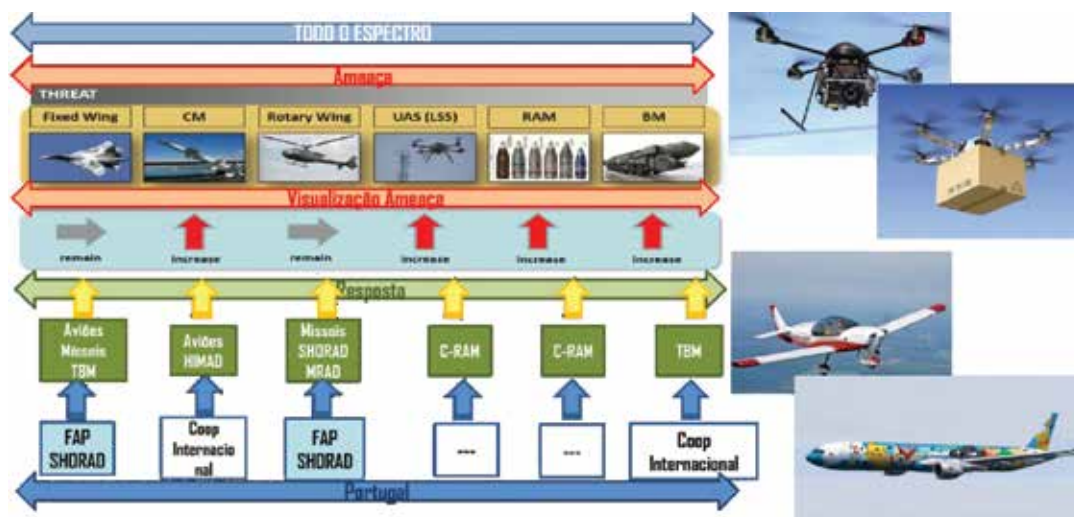 TODO O ESPECTRO
Ameaça
THREAT
Fixed Wing
CM
Rotary Wing
UAS (LSS)
RAM
BM
Visualização Ameaça
remain
increase
remain
increase
increase
increase
Resposta
Aviões
Misseis
TBM
Aviões
HIMAD
Missois
SHORAD
MRAD
C-RAM
C-RAM
TBM
FAP
SHORAD
Coop
Internacio
nal
FAP
SHORAD
---
---
Coop
Internacional
Portugal